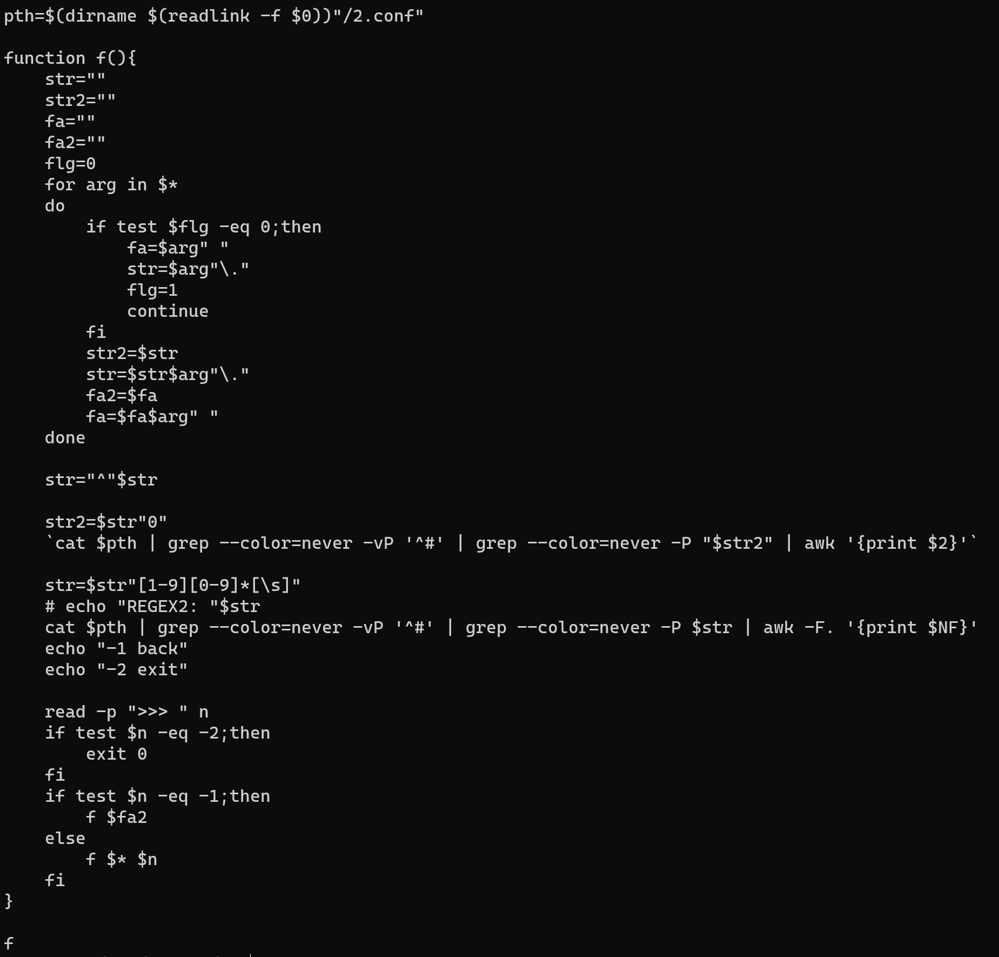 pth=$(dirname $(readlink -f $0))"/2.conf"
function f(){
str=""
str2=""
fa=""
fa2=""
flg=0
for arg in $*
do
if test $flg -eq 0;then
fa=$arg" "
str=$arg"\."
flg=1
continue
fi
str2=$str
str=$str$arg"\."
fa2=$fa
fa=$fa$arg" "
done
str="^"$str
str2=$str"0"
`cat $pth | grep --color=never -vP '^#' | grep --color=never -P "$str2" | awk '{print $2}'`
str=$str"[1-9][0-9]*[\s]"
# echo "REGEX2: "$str
cat $pth | grep --color=never -vP '^#' | grep --color=never -P $str | awk -F. '{print $NF}'
echo "-1 back"
echo "-2 exit"
read -p ">>> " n
if test $n -eq -2;then
exit 0
fi
if test $n -eq -1;then
f $fa2
else
f $* $n
fi
}
f